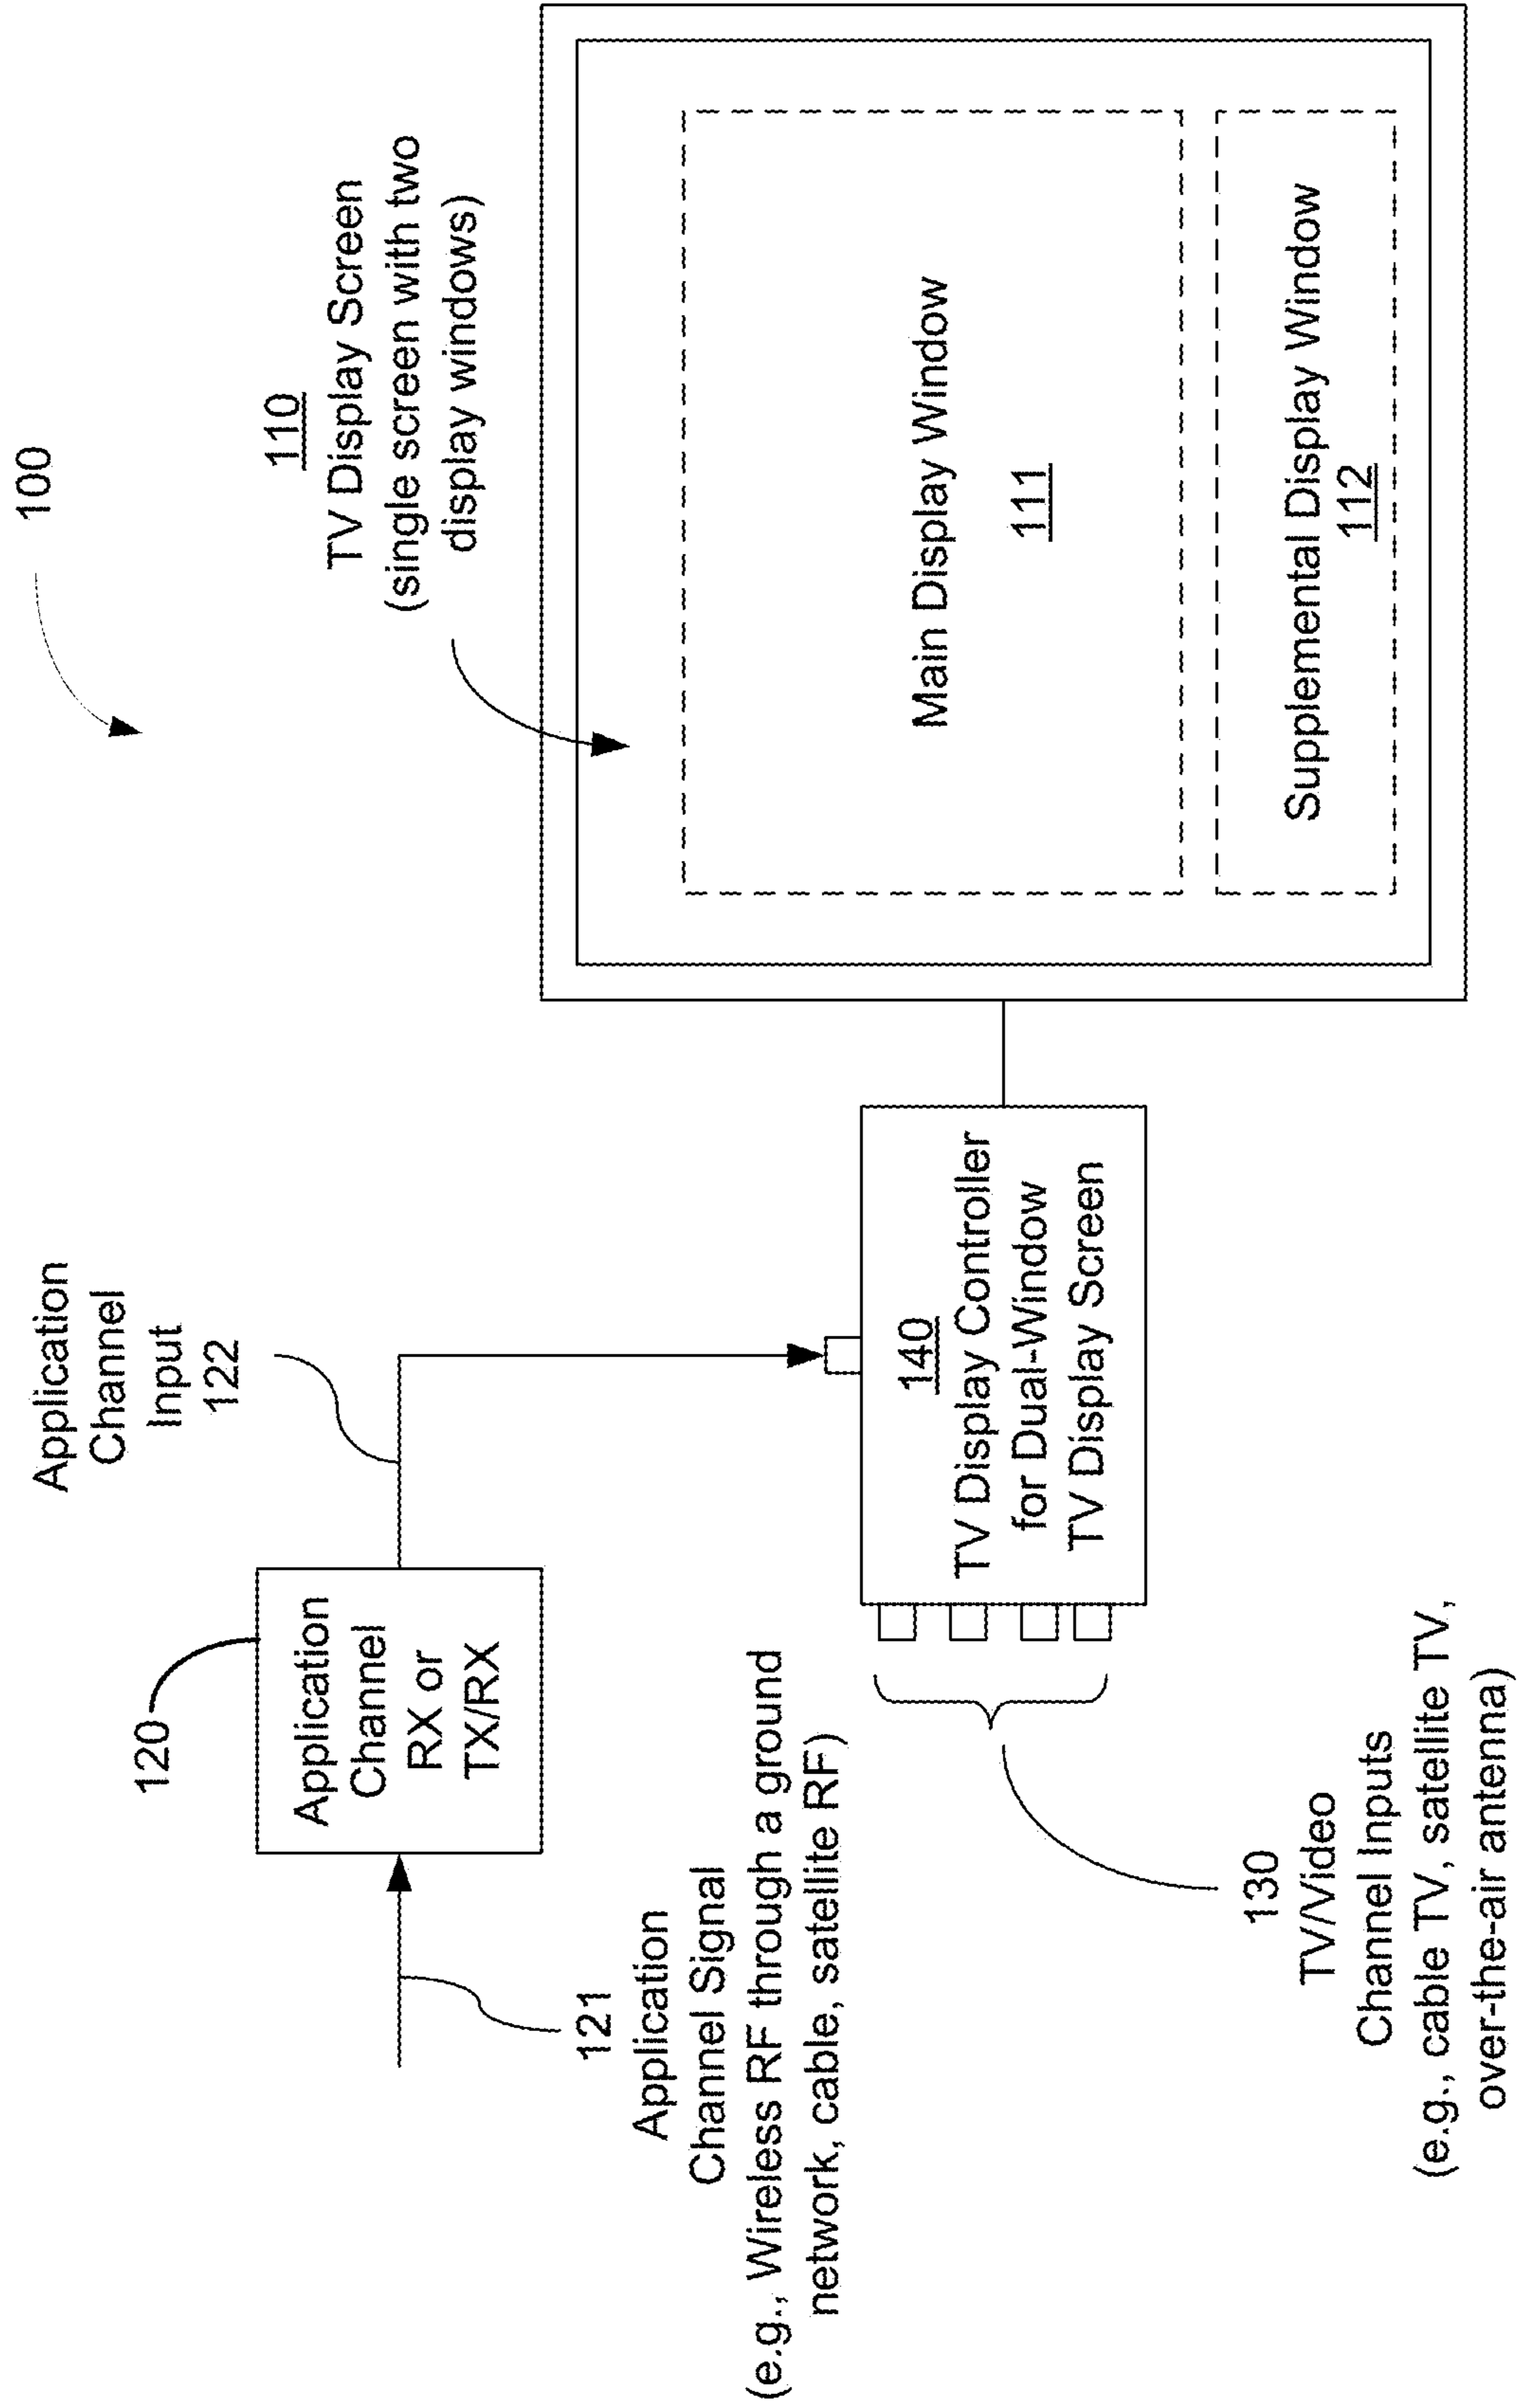 100
110
TV Display Screen
(single screen with two
display windows)
Application
Channel
Input
122
120
Application
Channel
RX or
TX/RX
121
Application
Channel Signal
(e.g., Wireless RF through a ground
network, cable, satellite RF)
Main Display Window
111
Supplemental Display Window
112
140
TV Display Controller
for Dual-Window
TV Display Screen
130
TV/Video
Channel Inputs
(e.g., cable TV, satellite TV,
over-the-air antenna)